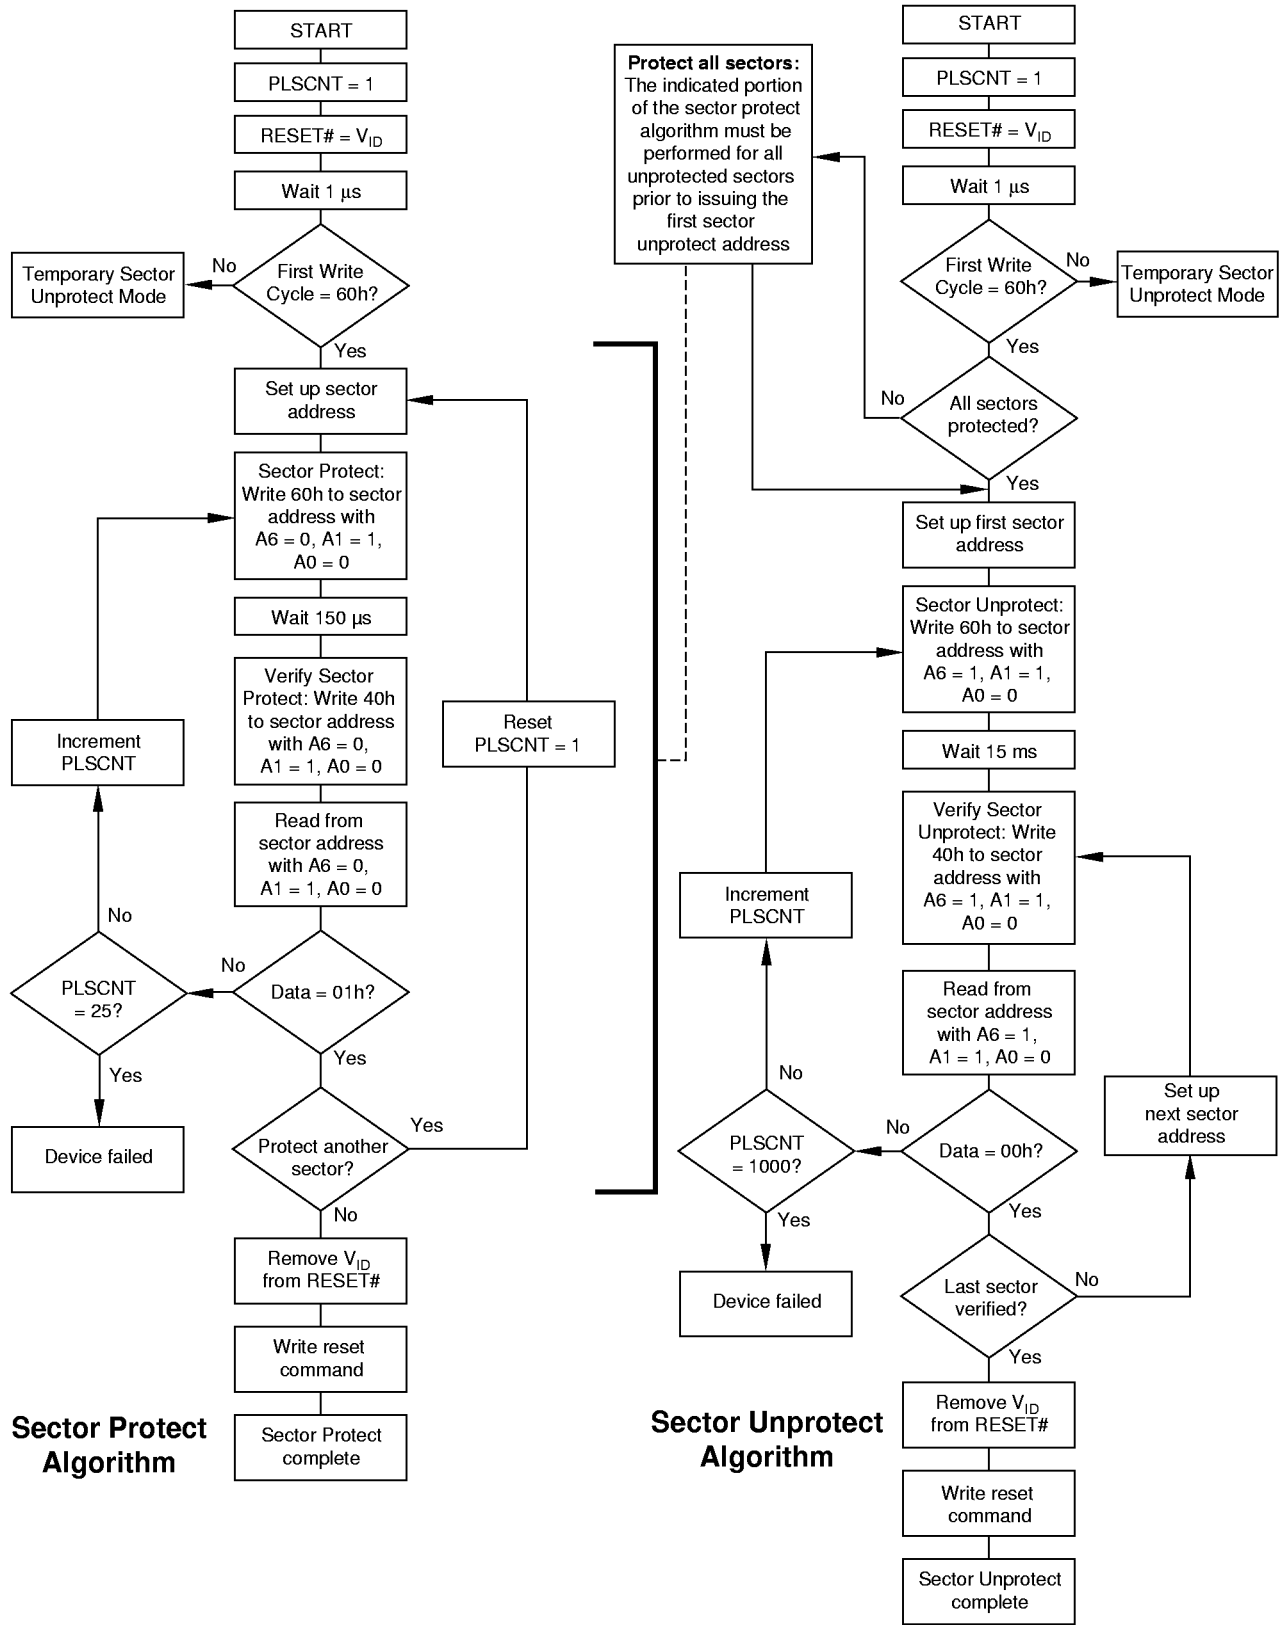 START
PLSCNT = 1
RESET# = VID
Wait 1 μs
First Write
Cycle = 60h?
No
Temporary Sector
Unprotect Mode
Yes
Set up sector
address
Sector Protect:
Write 60h to sector
address with
A6 = 0, A1 = 1,
A0 = 0
Wait 150 µs
Verify Sector
Protect: Write 40h
to sector address
with A6 = 0,
A1 = 1, A0 = 0
Increment
PLSCNT
Reset
PLSCNT = 1
Read from
sector address
with A6 = 0,
A1 = 1, A0 = 0
No
PLSCNT
= 25?
No
Data = 01h?
Yes
Yes
Device failed
Protect another
sector?
Yes
No
Remove VID
from RESET#
Write reset
command
Sector Protect
complete
Sector Protect
Algorithm
Protect all sectors:
The indicated portion
of the sector protect
algorithm must be
performed for all
unprotected sectors
prior to issuing the
first sector
unprotect address
START
PLSCNT = 1
RESET# = VID
Wait 1 μs
First Write
Cycle = 60h?
No
Temporary Sector
Unprotect Mode
Yes
No
All sectors
protected?
Yes
Set up first sector
address
Sector Unprotect:
Write 60h to sector
address with
A6 = 1, A1 = 1,
A0 = 0
Wait 15 ms
Verify Sector
Unprotect: Write
40h to sector
address with
A6 = 1, A1 = 1,
A0 = 0
Increment
PLSCNT
Read from
sector address
with A6 = 1,
A1 = 1, A0 = 0
No
PLSCNT
= 1000?
No
Data = 00h?
Set up
next sector
address
Yes
Yes
Device failed
Last sector
verified?
No
Yes
Remove VID
from RESET#
Write reset
command
Sector Unprotect
complete
Sector Unprotect
Algorithm